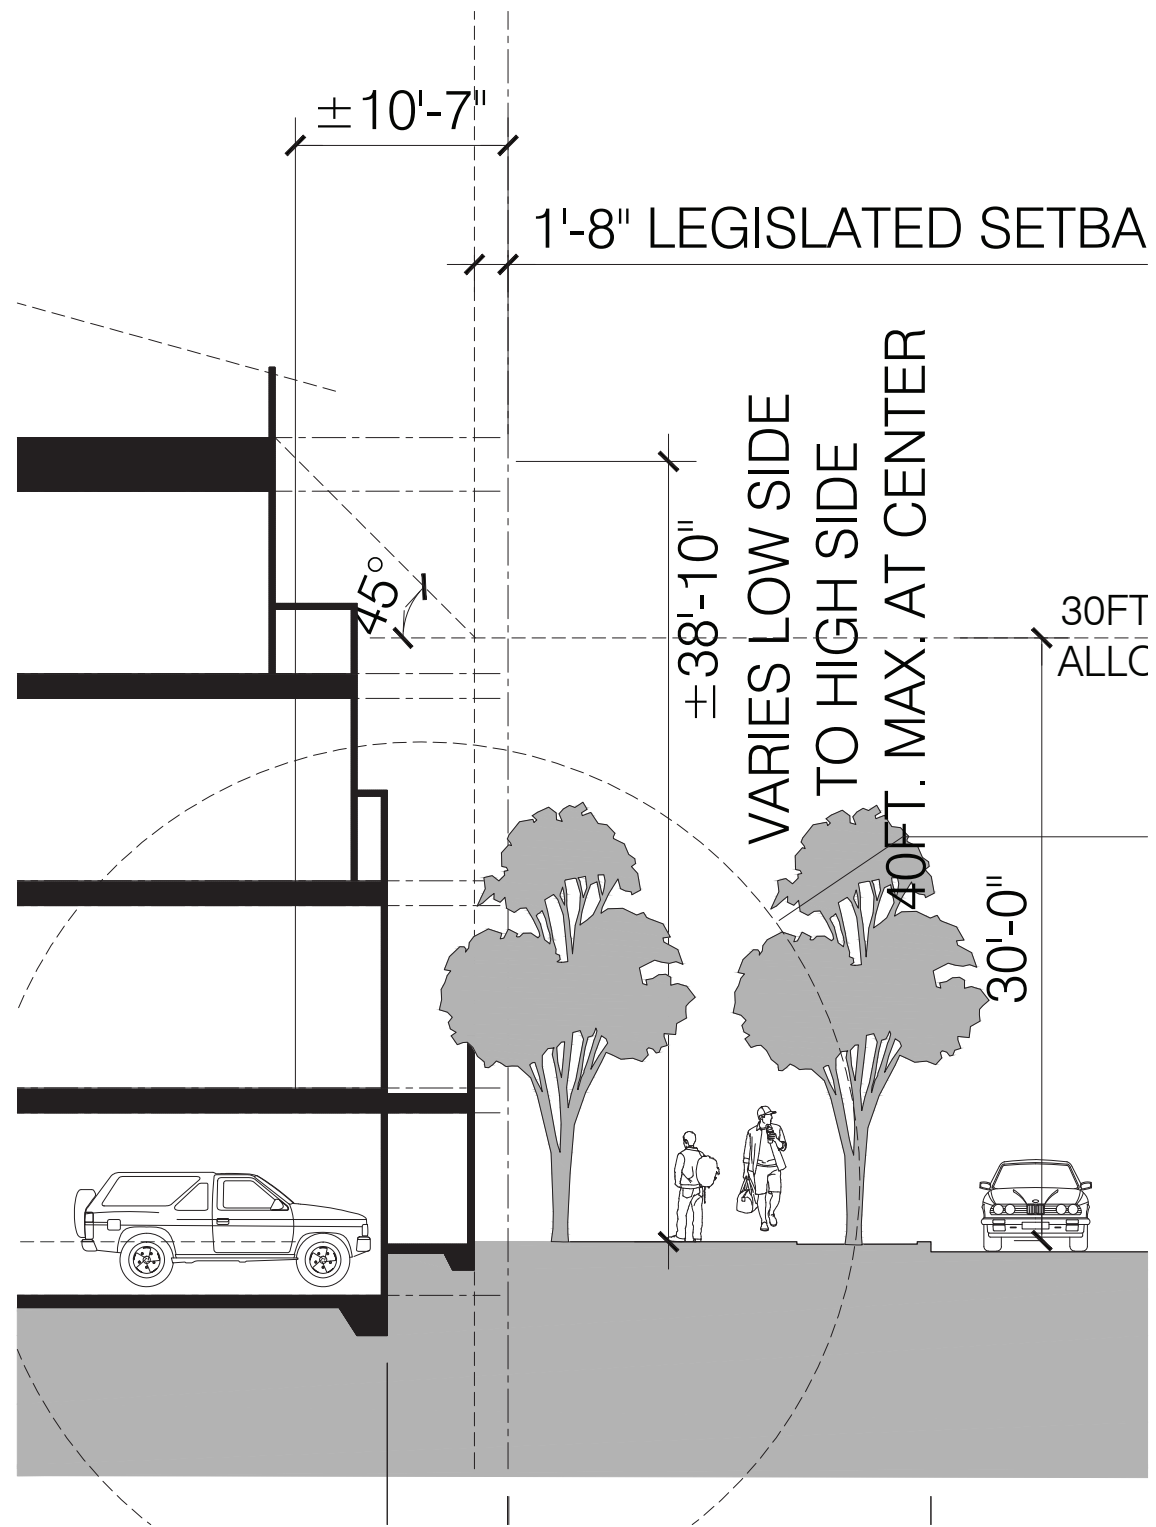 ±10'-7"
1'-8" LEGISLATED SETBA
45°
±38'-10"
VARIES LOW SIDE
TO HIGH SIDE
40FT. MAX. AT CENTER
30FT
ALLO
30'-0"